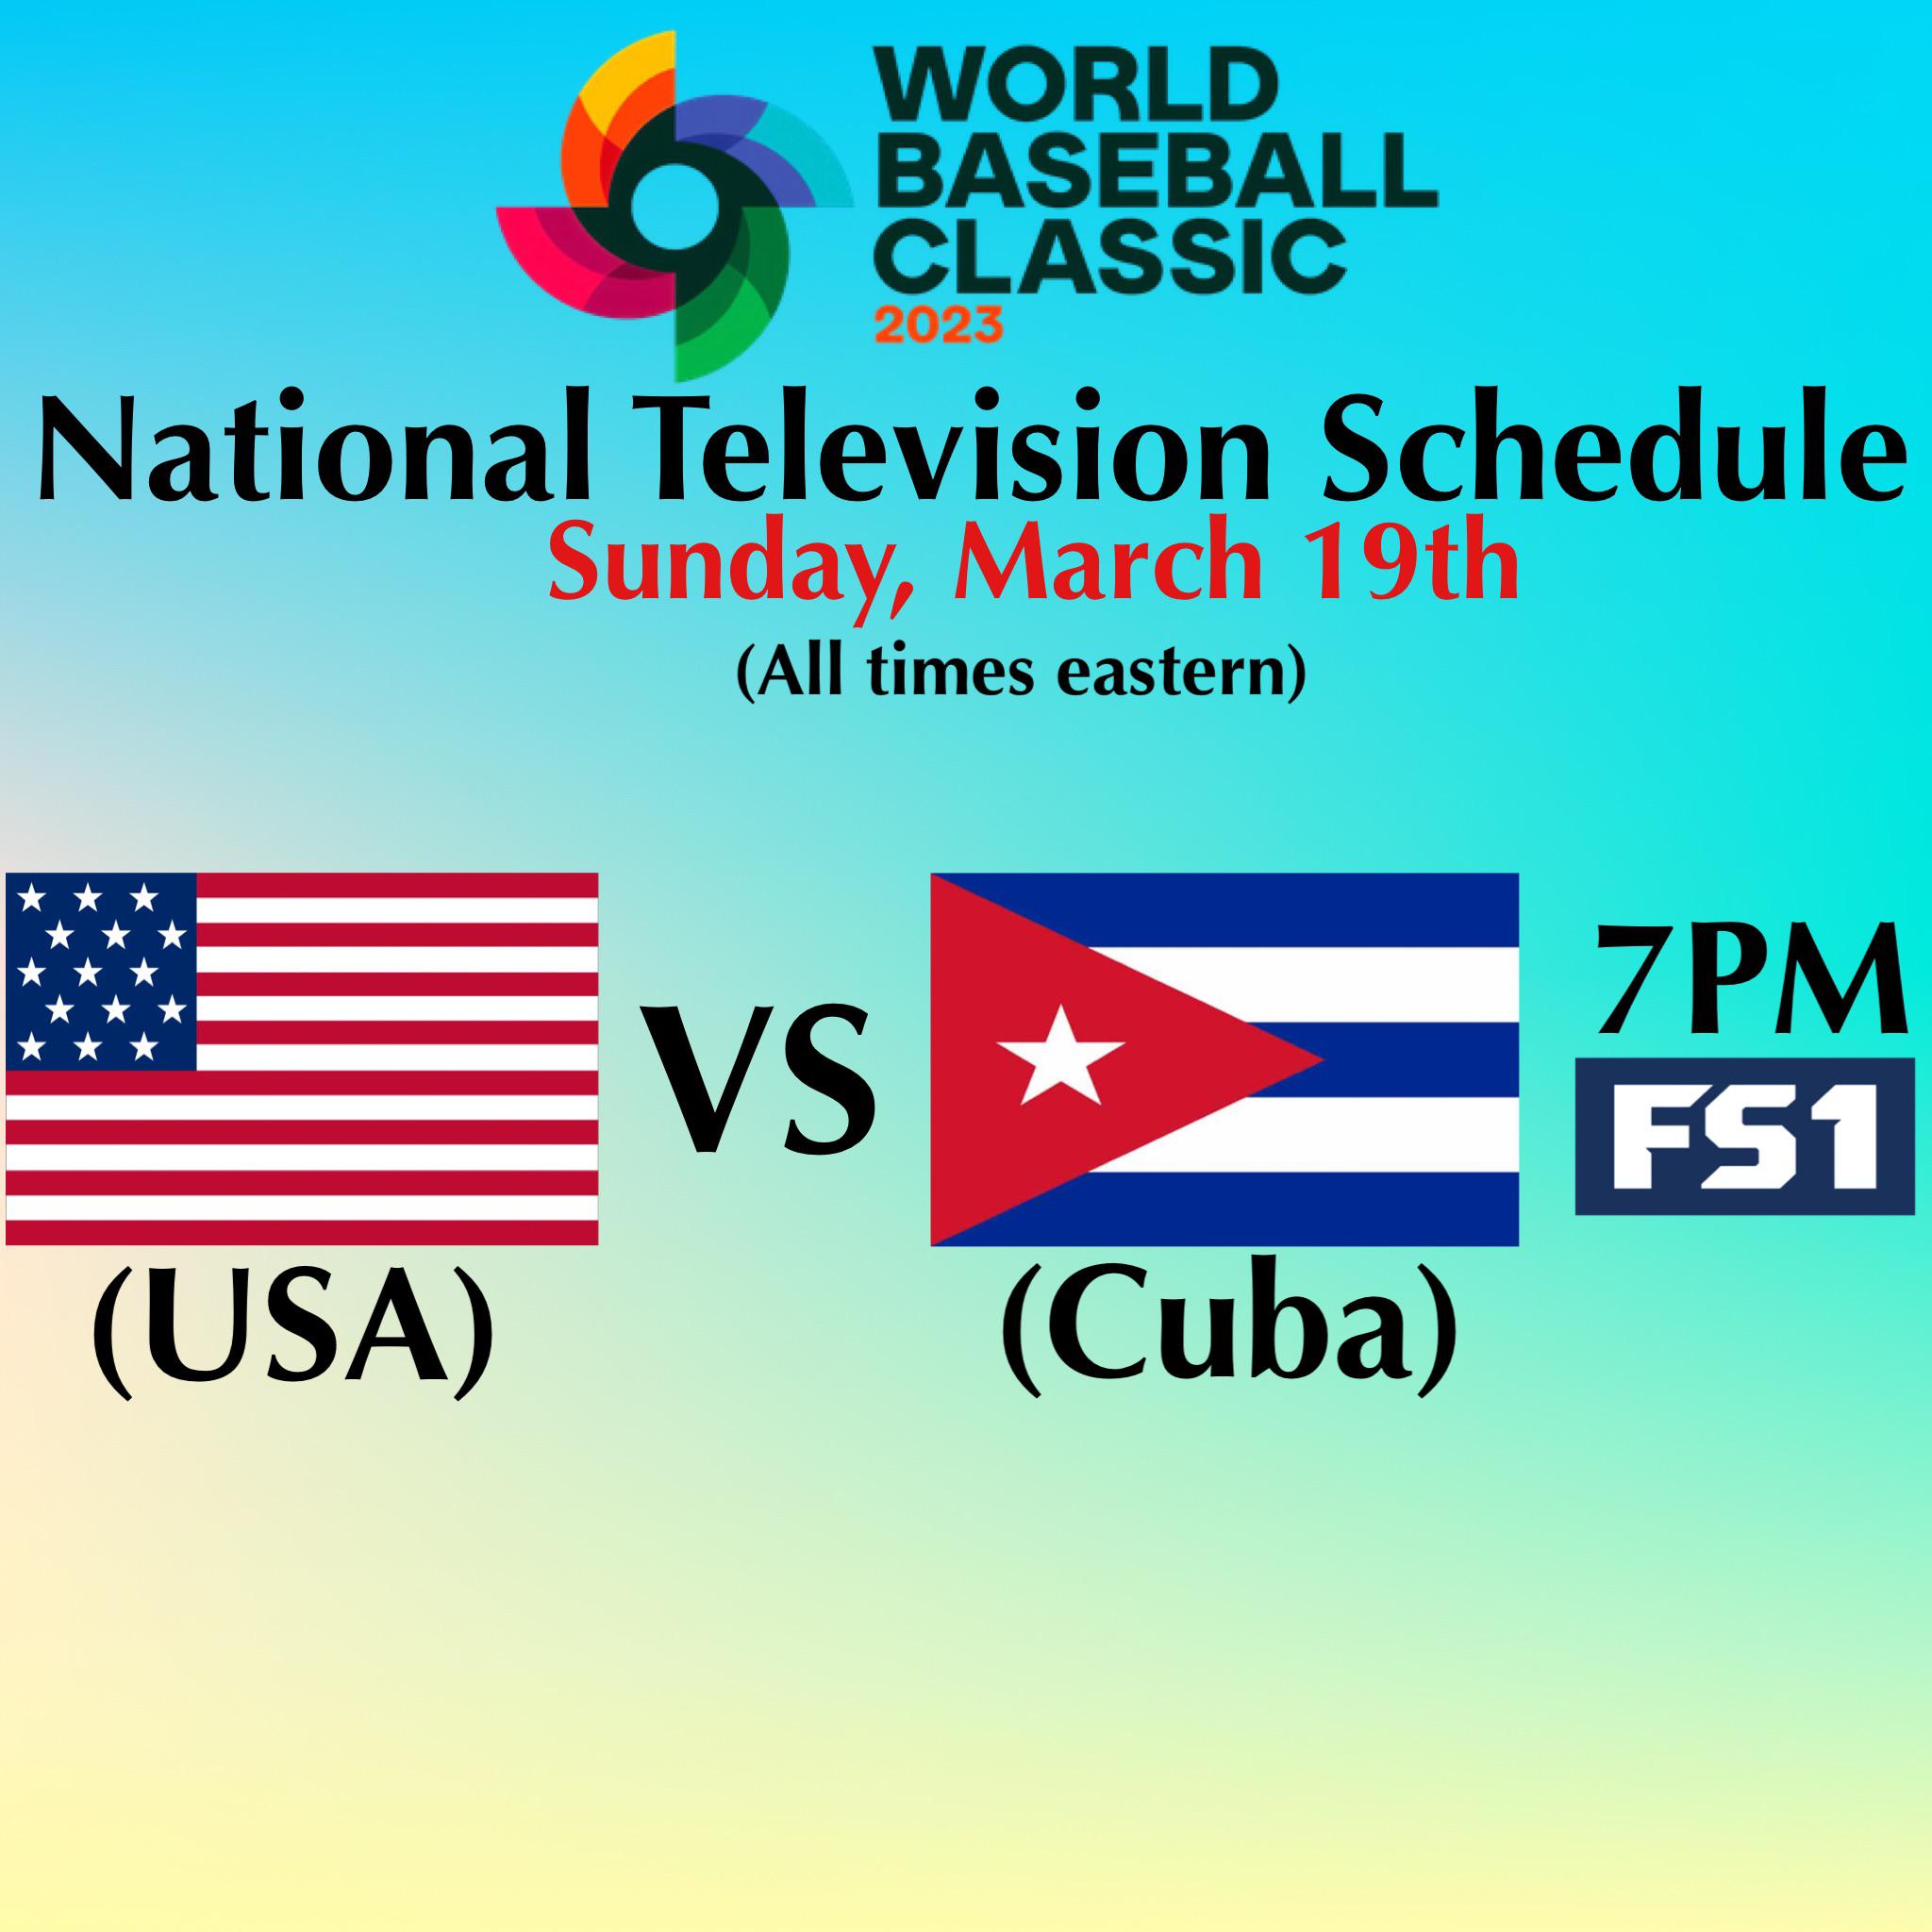 WORLD
BASEBALL
CLASSIC
2023
National Television Schedule
Sunday, March 19th
(All times eastern)
VS
7PM
FS1
(USA)
(Cuba)